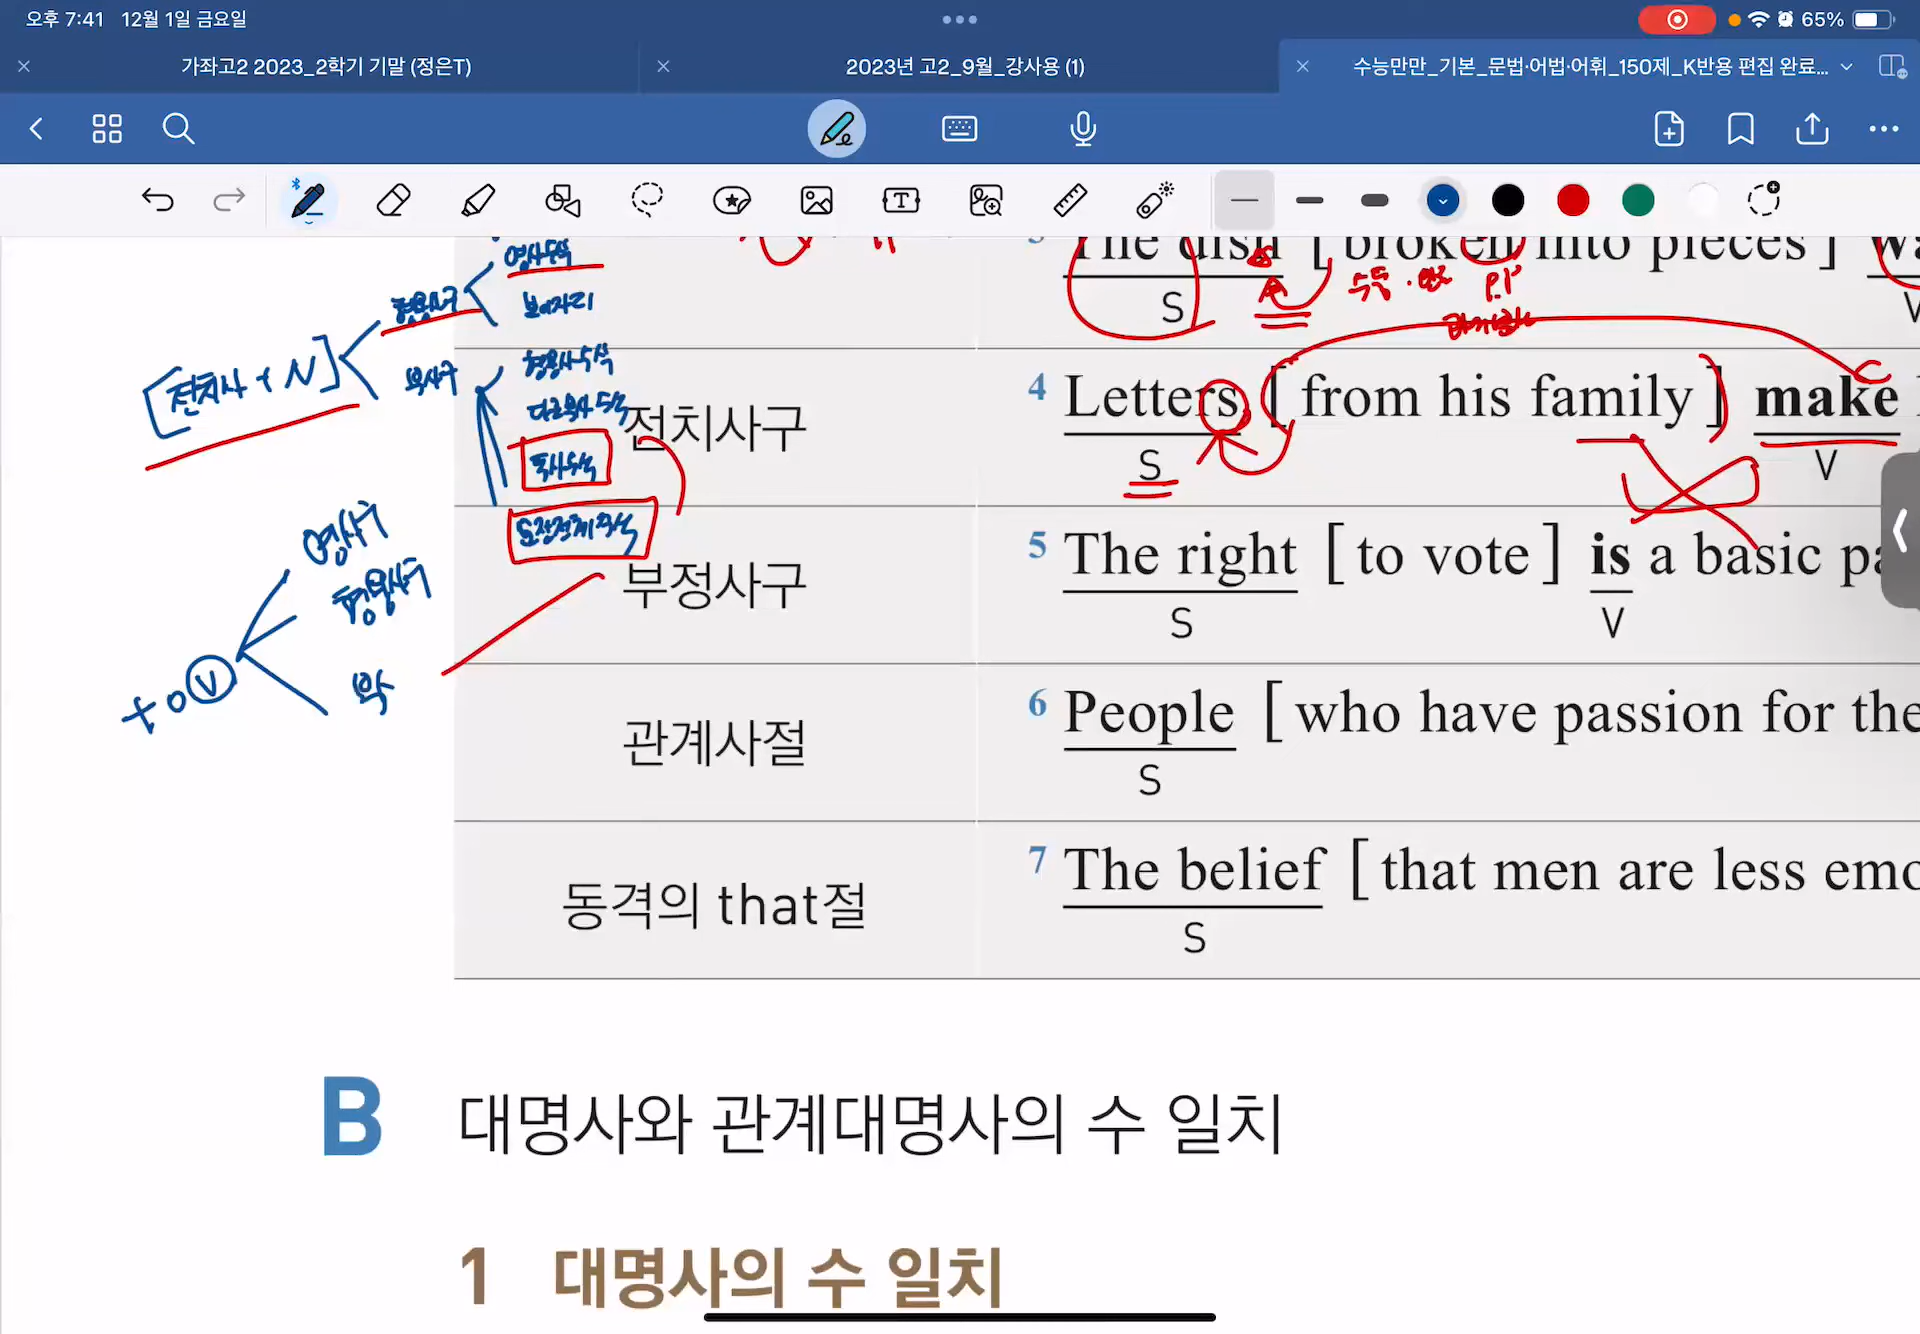 오후 7:41 12월 1일 금요일
65%
가좌고2 2023_2학기 기말 (정은T)
2023년 고2_9월_강사용 (1)
수능만만_기본_문법·어법·어휘_150제_K반용 편집 완료...
명사수식
형용사구
보어자리
3 The dish [ broken into pieces ]
S
수동·완료 P.P
V
[전치사 + N]
부사구
형용사수식
다른부사 수식
동사수식
문장전체 수식
전치사구
4 Letters [ from his family ] make
S
V
명사구
형용사구
to V
부정사구
5 The right [ to vote ] is a basic pa
S
V
관계사절
6 People [ who have passion for the
S
동격의 that절
7 The belief [ that men are less emo
S
B 대명사와 관계대명사의 수 일치
1 대명사의 수 일치